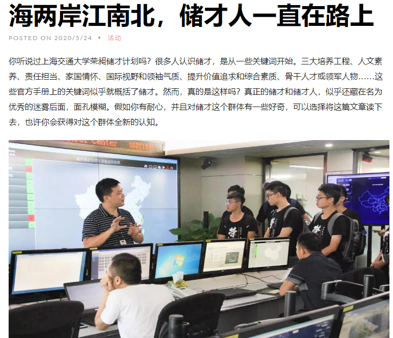 海两岸江南北，储才人一直在路上
POSTED ON 2020/5/24 • 活动
你听说过上海交通大学荣昶储才计划吗？很多人认识储才，是从一些关键词开始。三大培养工程、人文素
养、责任担当、家国情怀、国际视野和领袖气质、提升价值追求和综合素质、骨干人才或领军人物……这
些官方手册上的关键词似乎就概括了储才。然而，真的是这样吗？真正的储才和储才人，似乎还藏在名为
优秀的迷雾后面，面孔模糊。假如你有耐心，并且对储才这个群体有一些好奇，可以选择将这篇文章读下
去，也许你会获得对这个群体全新的认知。